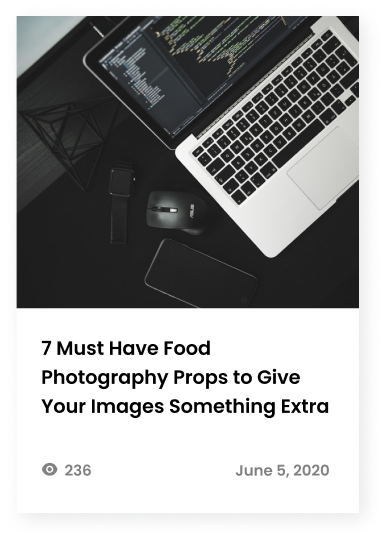 7 Must Have Food
Photography Props to Give
Your Images Something Extra
236
June 5, 2020